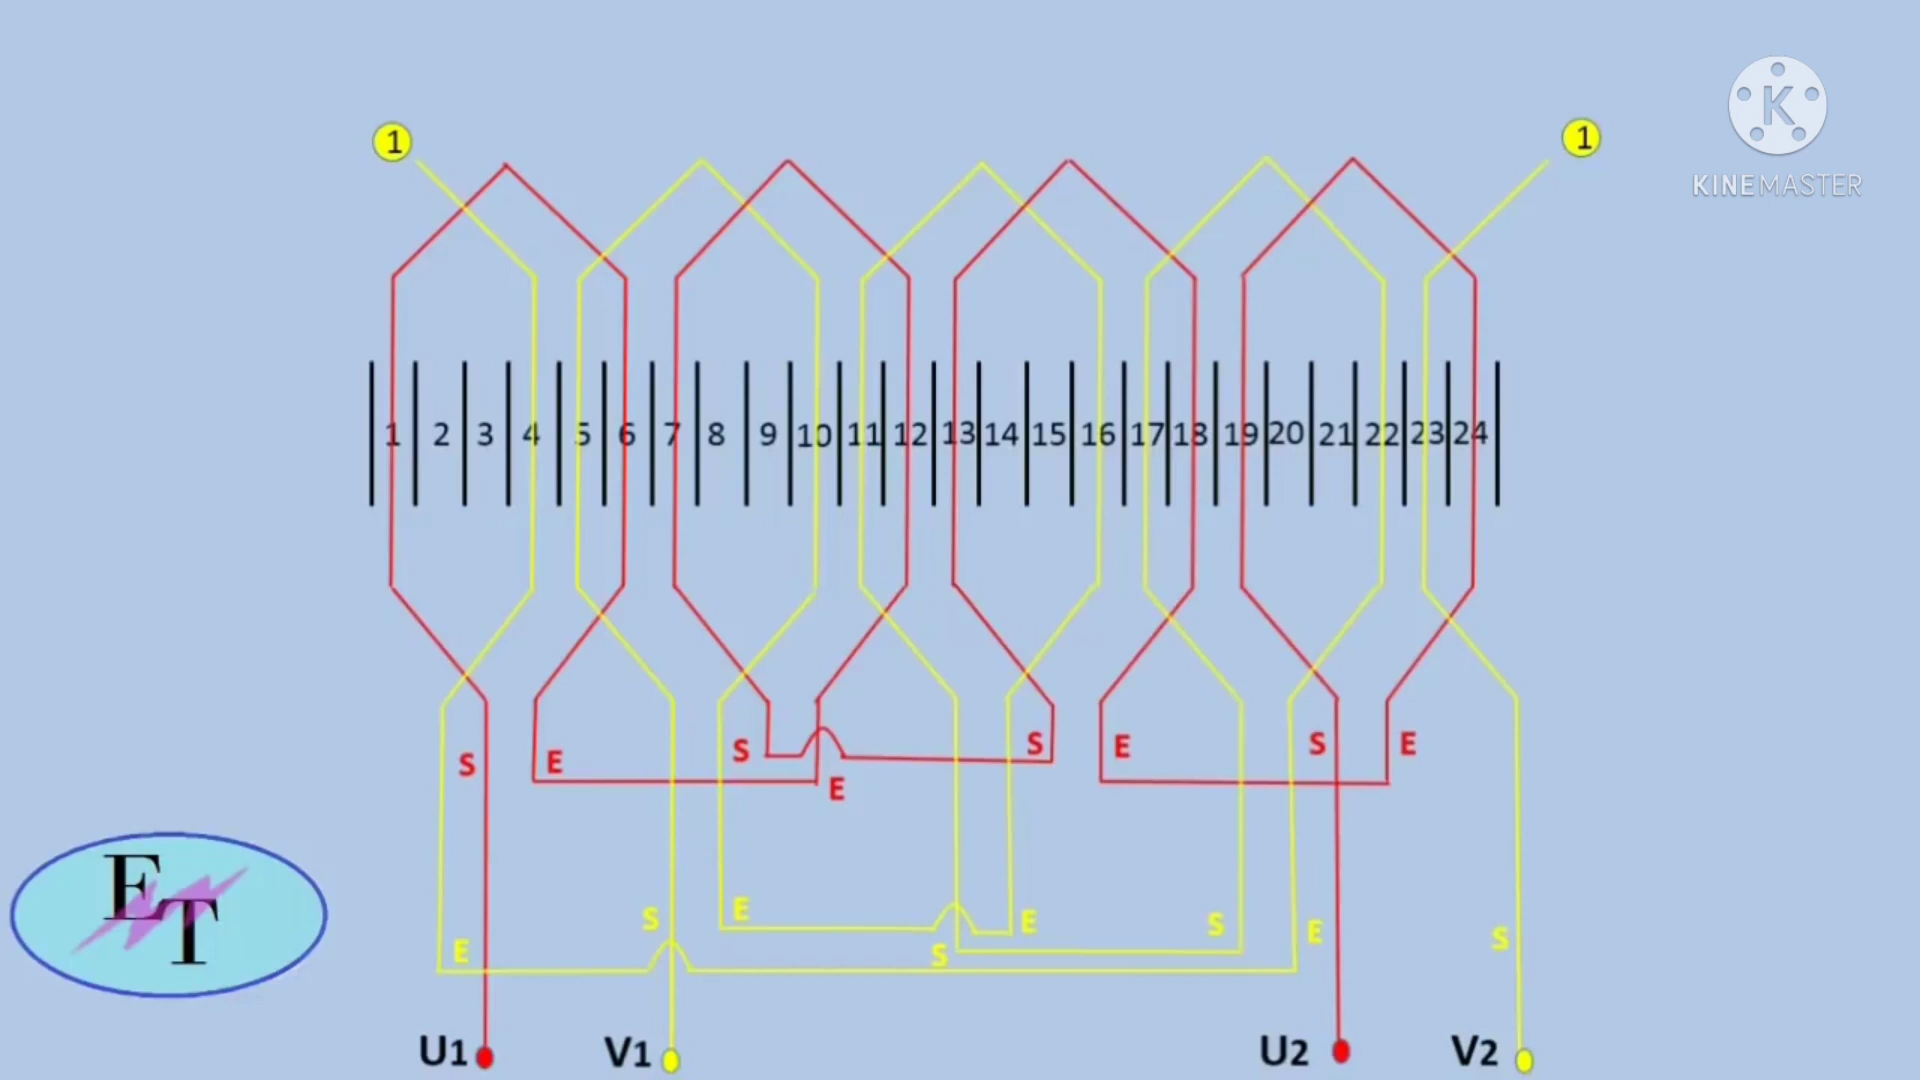 1 1
K
KINEMASTER
1 2 3 4 5 6 7 8 9 10 11 12 13 14 15 16 17 18 19 20 21 22 23 24
S E S E S E S E
E S E S E S E S
ET
U1 V1 U2 V2